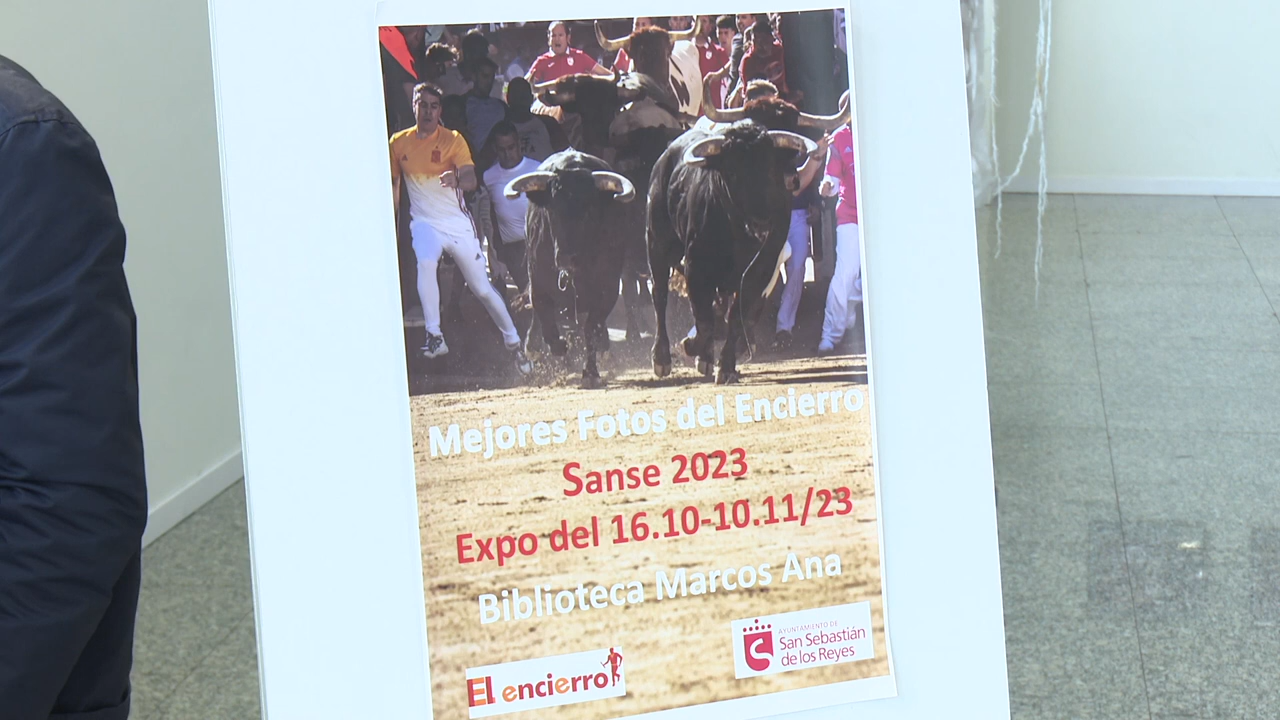 Mejores Fotos del Encierro
Sanse 2023
Expo del 16.10-10.11/23
Biblioteca Marcos Ana
AYUNTAMIENTO DE
San Sebastián
de los Reyes
El encierro